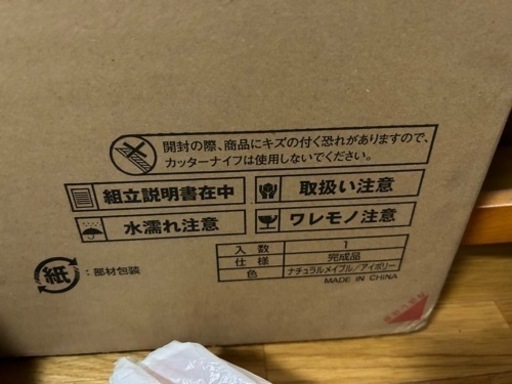 開封の際、商品にキズの付く恐れがありますので、
カッターナイフは使用しないでください。
組立説明書在中
取扱い注意
水濡れ注意
ワレモノ注意
紙 : 部材包装
入数 1
仕様 完成品
色 ナチュラルメイプル/アイボリー
MADE IN CHINA